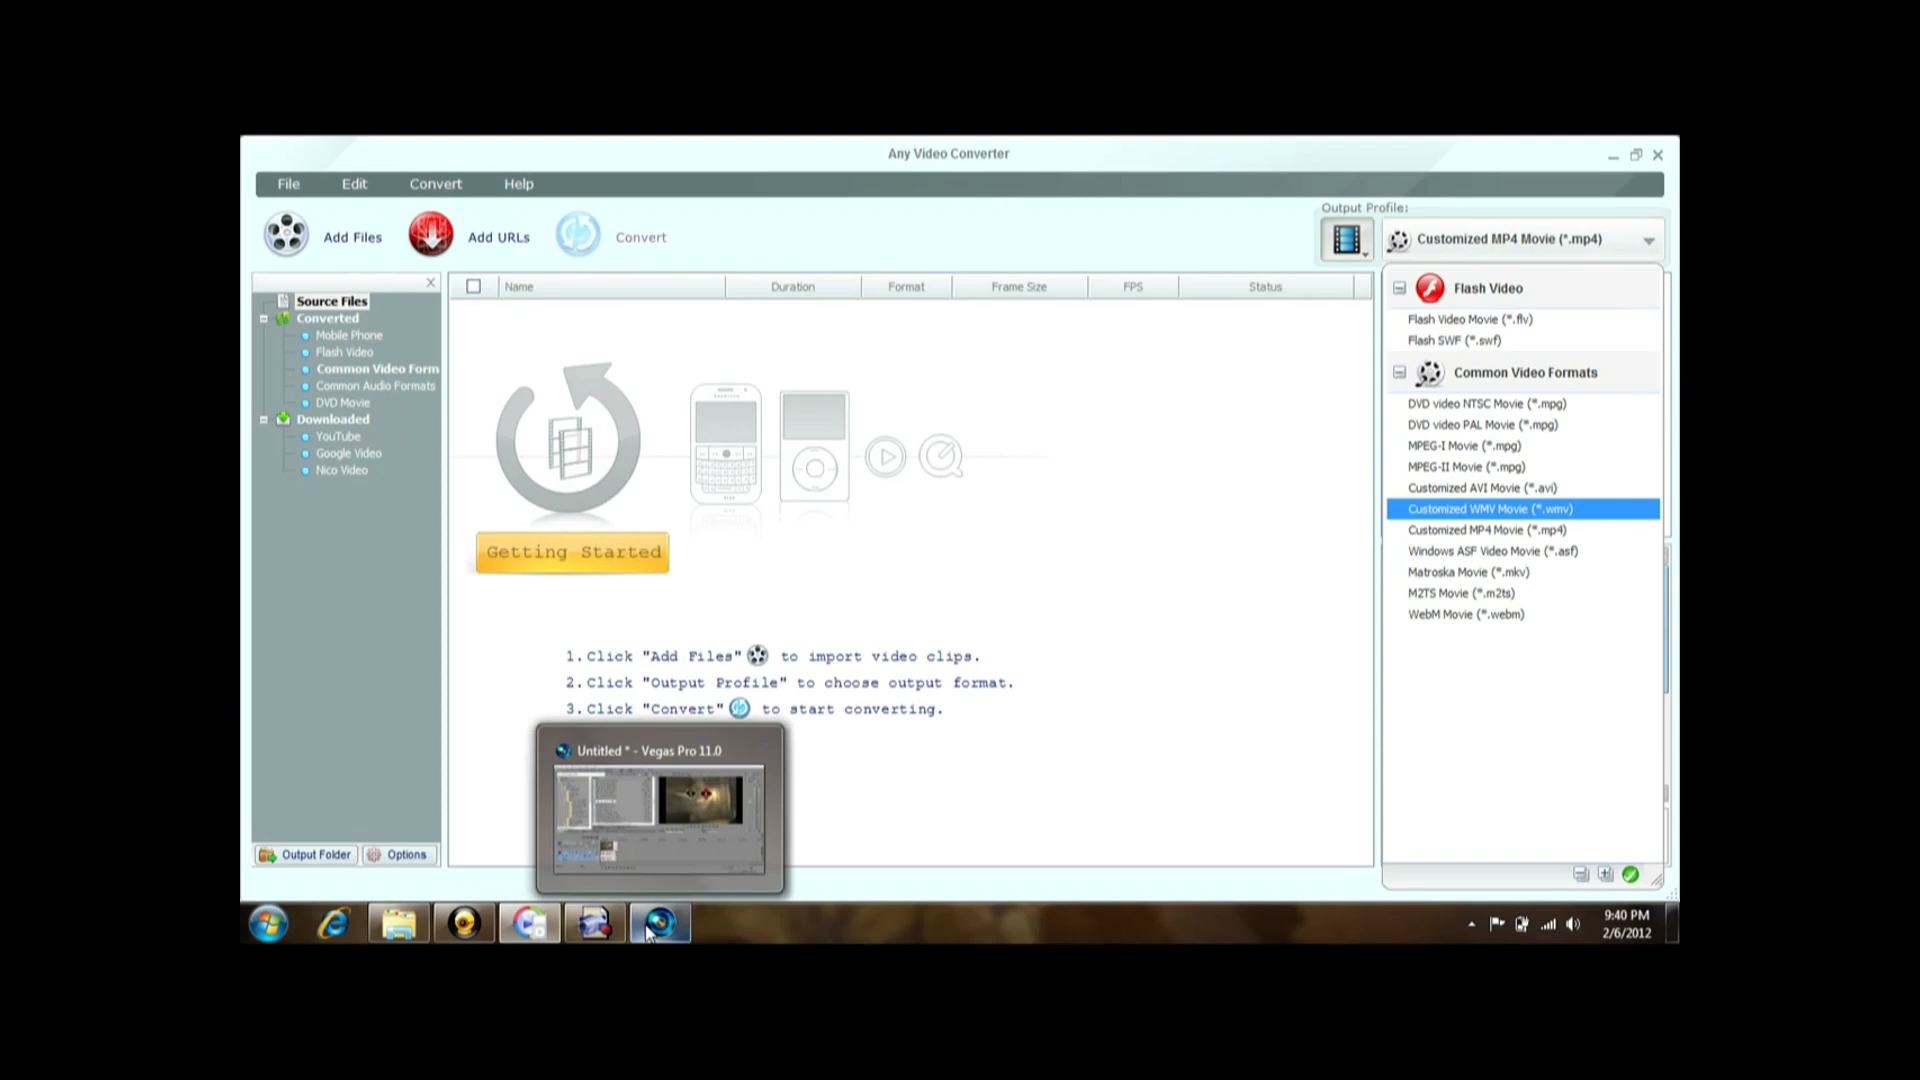 Any Video Converter
File Edit Convert Help
Output Profile:
Add Files Add URLs Convert
Customized MP4 Movie (*.mp4)
Name Duration Format Frame Size FPS Status
Source Files
Converted
Mobile Phone
Flash Video
Common Video Form
Common Audio Formats
DVD Movie
Downloaded
YouTube
Google Video
Nico Video
Flash Video
Flash Video Movie (*.flv)
Flash SWF (*.swf)
Common Video Formats
DVD video NTSC Movie (*.mpg)
DVD video PAL Movie (*.mpg)
MPEG-I Movie (*.mpg)
MPEG-II Movie (*.mpg)
Customized AVI Movie (*.avi)
Customized WMV Movie (*.wmv)
Customized MP4 Movie (*.mp4)
Windows ASF Video Movie (*.asf)
Matroska Movie (*.mkv)
M2TS Movie (*.m2ts)
WebM Movie (*.webm)
Getting Started
1.Click "Add Files" to import video clips.
2.Click "Output Profile" to choose output format.
3.Click "Convert" to start converting.
Untitled * - Vegas Pro 11.0
Output Folder Options
9:40 PM
2/6/2012